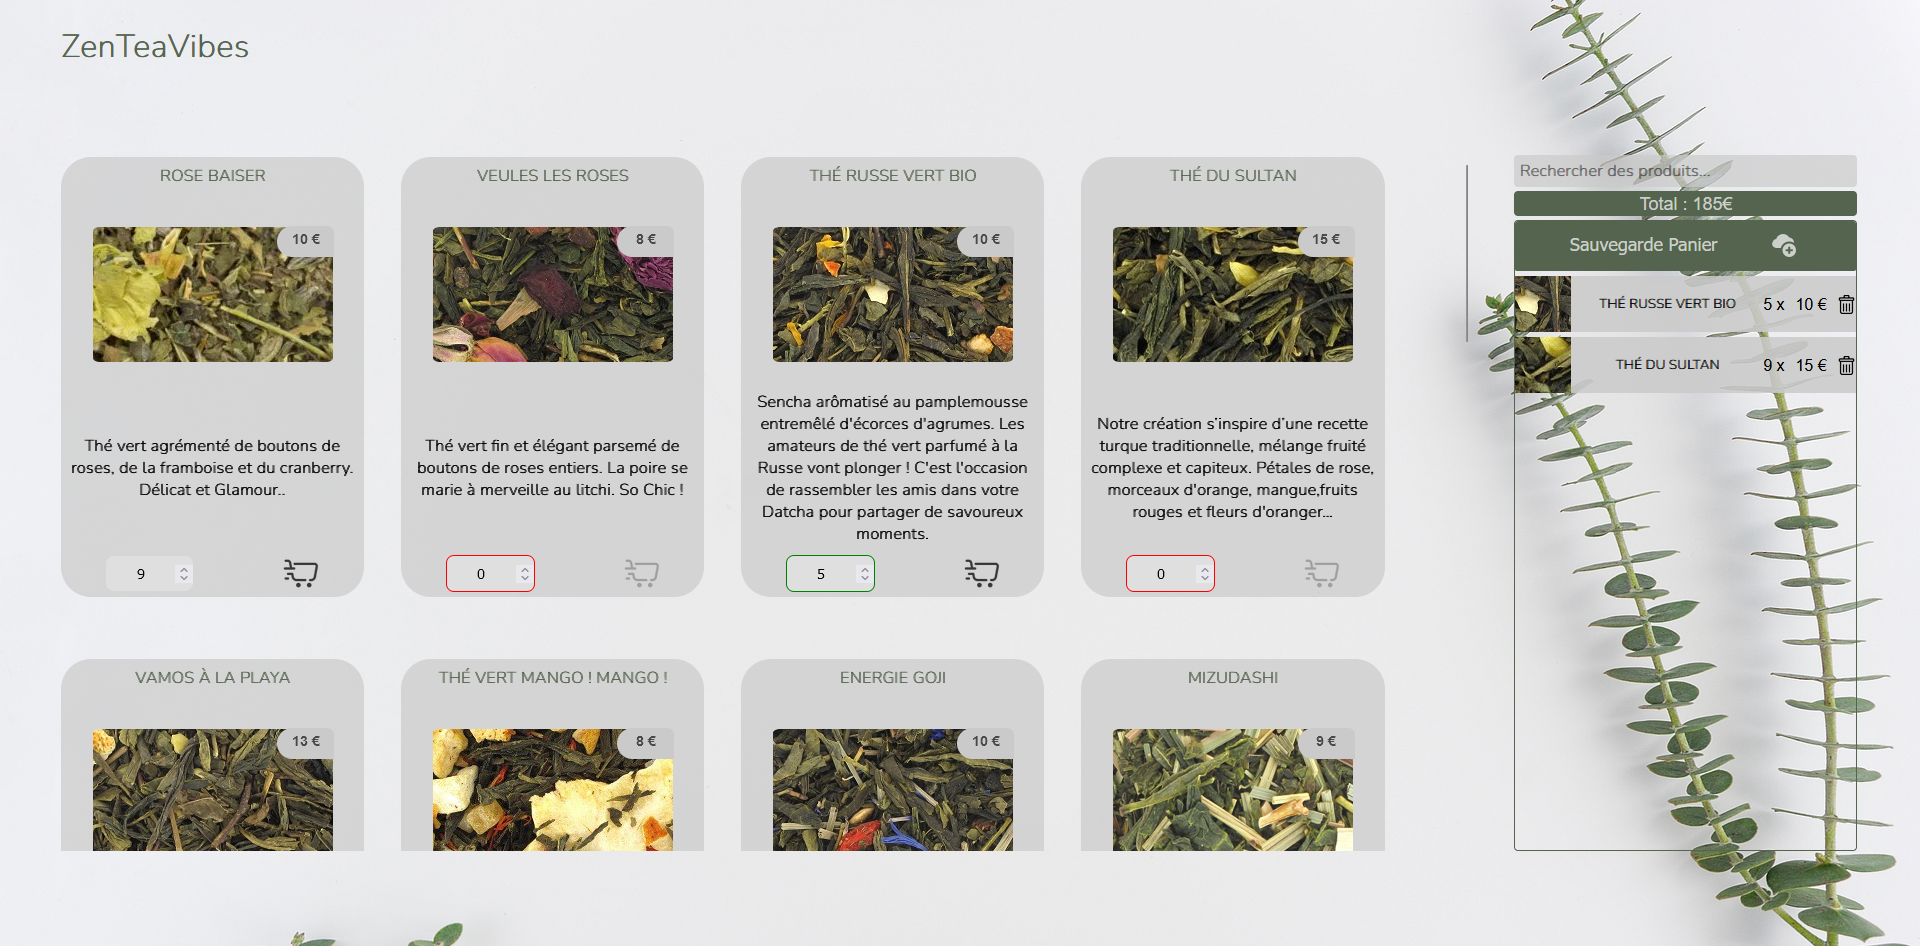 ZenTeaVibes
ROSE BAISER
10 €
Thé vert agrémenté de boutons de
roses, de la framboise et du cranberry.
Délicat et Glamour..
9
VEULES LES ROSES
8 €
Thé vert fin et élégant parsemé de
boutons de roses entiers. La poire se
marie à merveille au litchi. So Chic !
0
THÉ RUSSE VERT BIO
10 €
Sencha arômatisé au pamplemousse
entremêlé d'écorces d'agrumes. Les
amateurs de thé vert parfumé à la
Russe vont plonger ! C'est l'occasion
de rassembler les amis dans votre
Datcha pour partager de savoureux
moments.
5
THÉ DU SULTAN
15 €
Notre création s’inspire d’une recette
turque traditionnelle, mélange fruité
complexe et capiteux. Pétales de rose,
morceaux d'orange, mangue,fruits
rouges et fleurs d'oranger...
0
VAMOS À LA PLAYA
13 €
THÉ VERT MANGO ! MANGO !
8 €
ENERGIE GOJI
10 €
MIZUDASHI
9 €
Rechercher des produits...
Total : 185€
Sauvegarde Panier
THÉ RUSSE VERT BIO 5 x 10 €
THÉ DU SULTAN 9 x 15 €